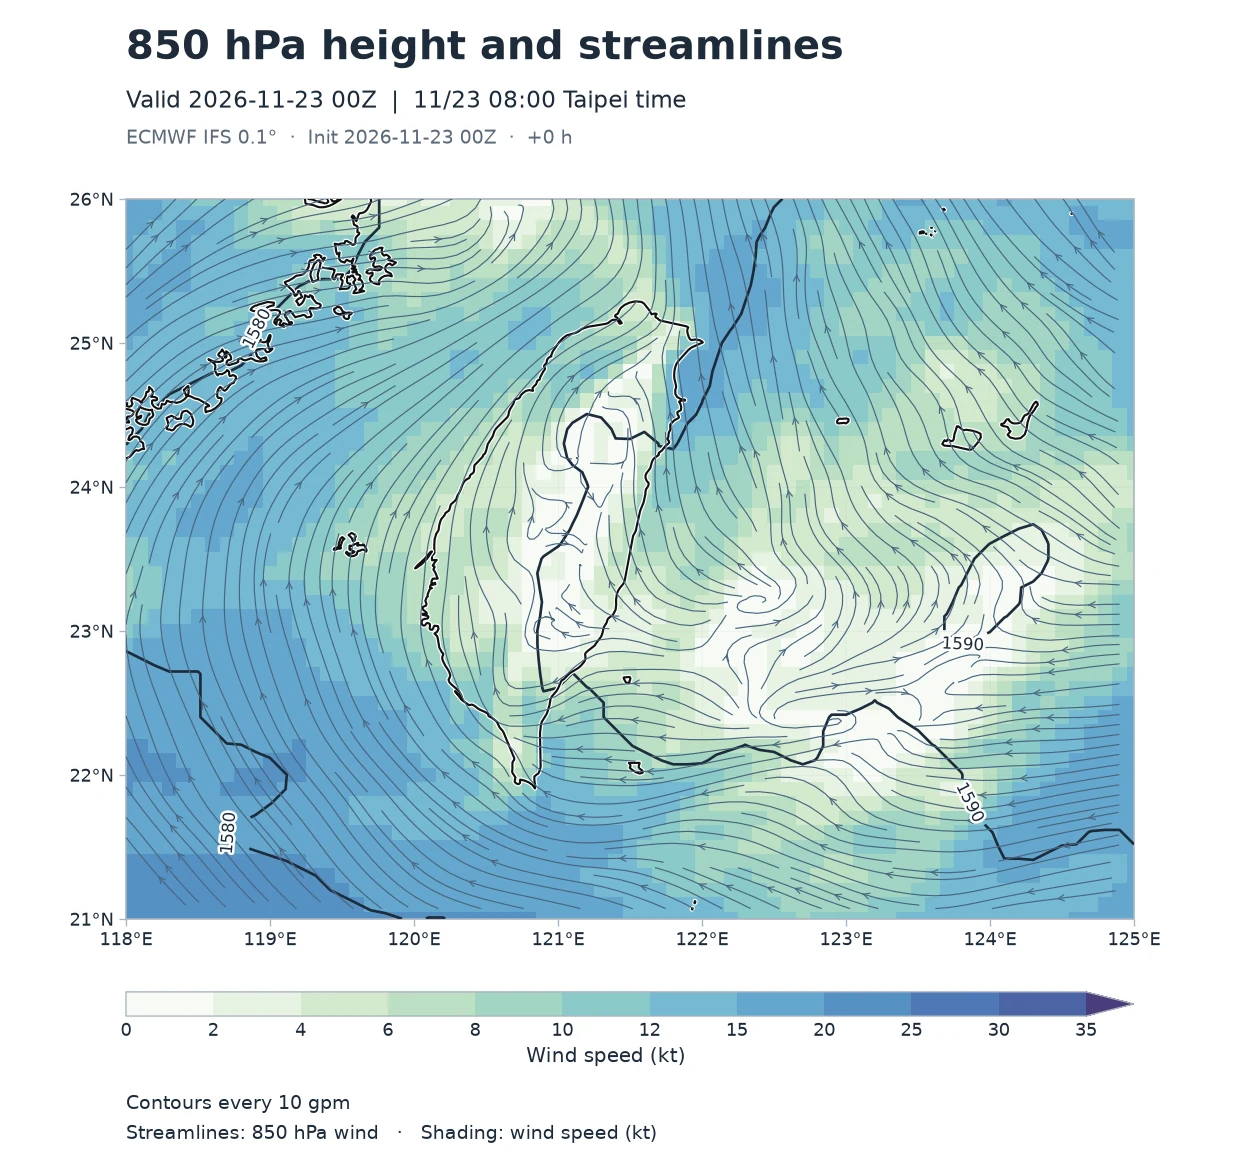 850 hPa height and streamlines
Valid 2026-11-23 00Z | 11/23 08:00 Taipei time
ECMWF IFS 0.1° · Init 2026-11-23 00Z · +0 h
26°N
25°N
24°N
23°N
22°N
21°N
1580
1590
1590
1580
118°E 119°E 120°E 121°E 122°E 123°E 124°E 125°E
0 2 4 6 8 10 12 15 20 25 30 35
Wind speed (kt)
Contours every 10 gpm
Streamlines: 850 hPa wind · Shading: wind speed (kt)